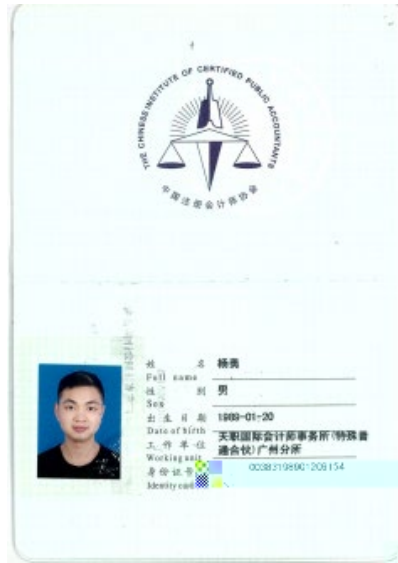 THE CHINESE INSTITUTE OF CERTIFIED PUBLIC ACCOUNTANTS
中国注册会计师协会
姓 名 杨勇
Full name
性 别 男
Sex
出生日期 1989-01-20
Date of birth
工作单位 天职国际会计师事务所(特殊普
Working unit 通合伙)广州分所
身份证号
Identity card